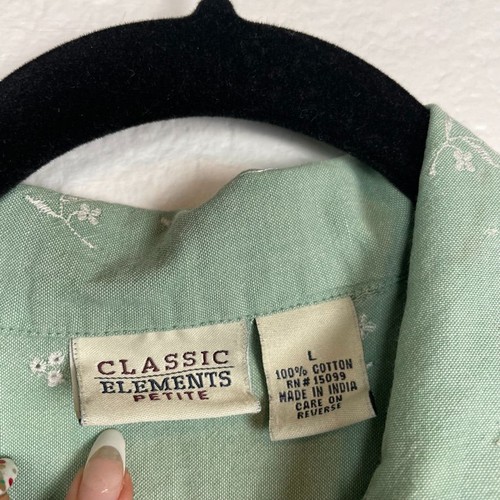 CLASSIC
ELEMENTS
PETITE
L
100% COTTON
RN# 15099
MADE IN INDIA
CARE ON
REVERSE